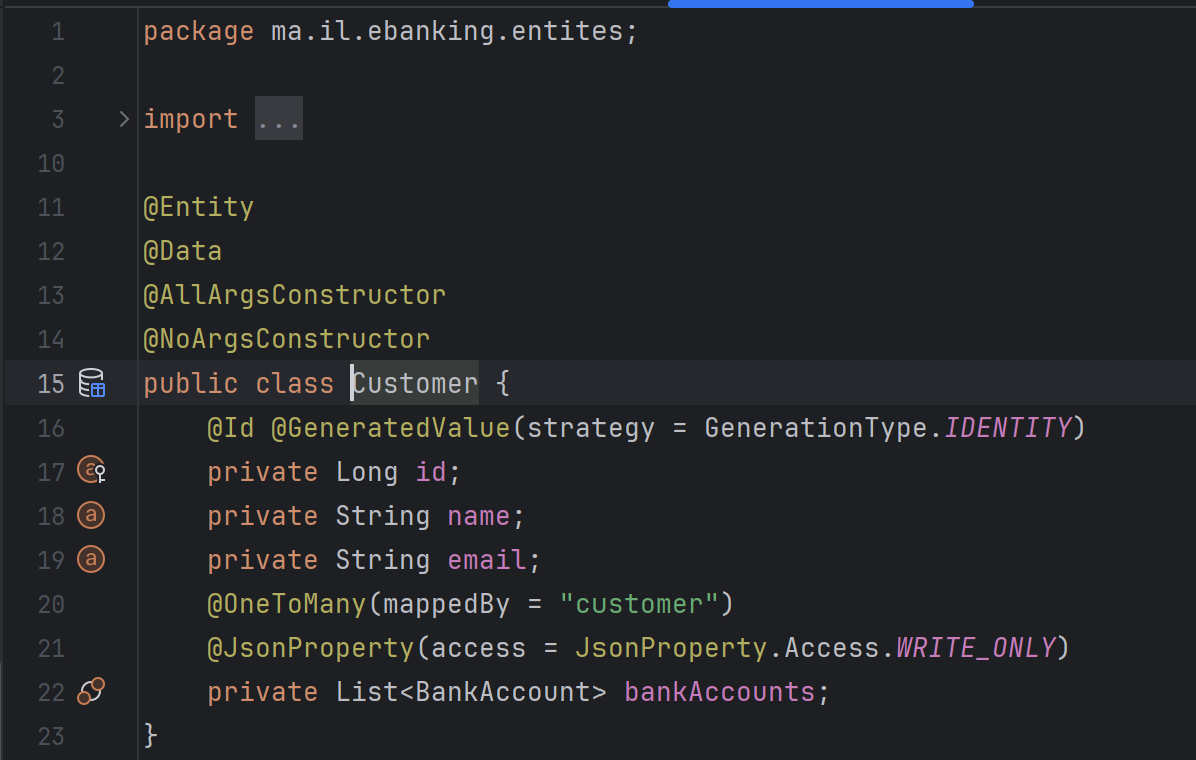 1 package ma.il.ebanking.entites;
2
3 import ...
10
11 @Entity
12 @Data
13 @AllArgsConstructor
14 @NoArgsConstructor
15 public class Customer {
16 @Id @GeneratedValue(strategy = GenerationType.IDENTITY)
17 private Long id;
18 private String name;
19 private String email;
20 @OneToMany(mappedBy = "customer")
21 @JsonProperty(access = JsonProperty.Access.WRITE_ONLY)
22 private List<BankAccount> bankAccounts;
23 }